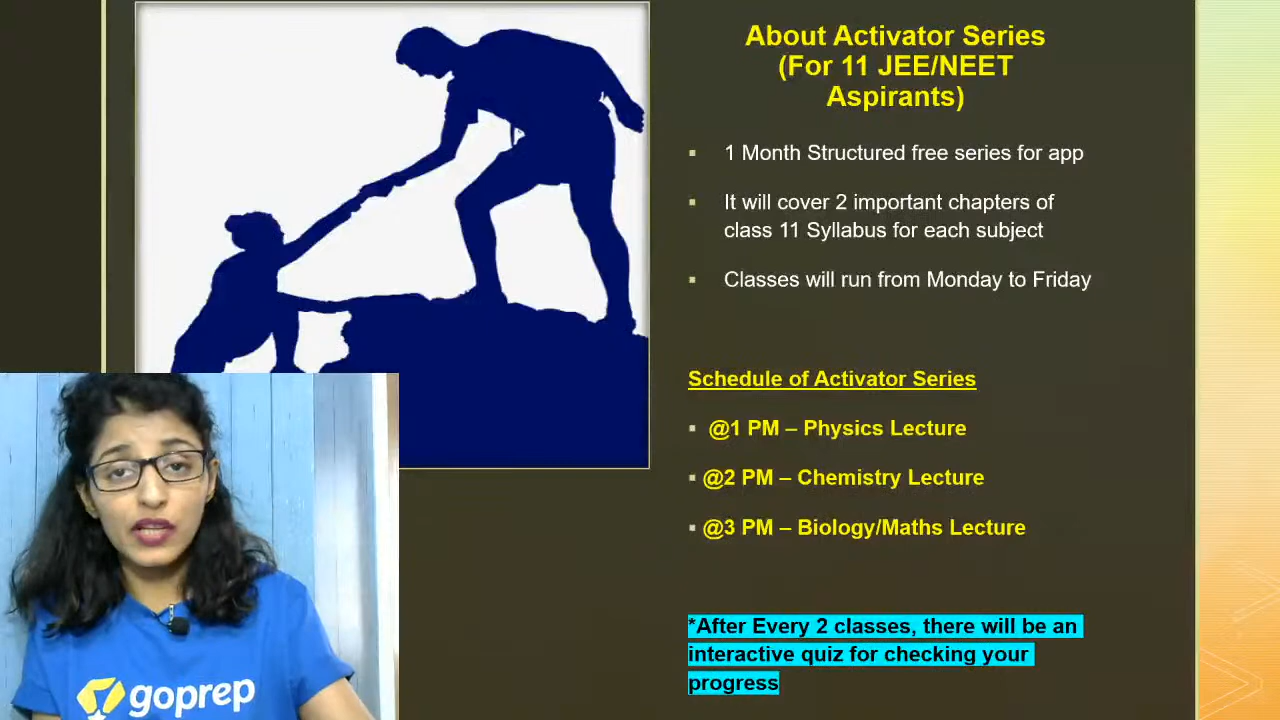 About Activator Series
(For 11 JEE/NEET
Aspirants)
▪ 1 Month Structured free series for app
▪ It will cover 2 important chapters of
class 11 Syllabus for each subject
▪ Classes will run from Monday to Friday
Schedule of Activator Series
▪ @1 PM – Physics Lecture
▪ @2 PM – Chemistry Lecture
▪ @3 PM – Biology/Maths Lecture
*After Every 2 classes, there will be an
interactive quiz for checking your
progress
goprep